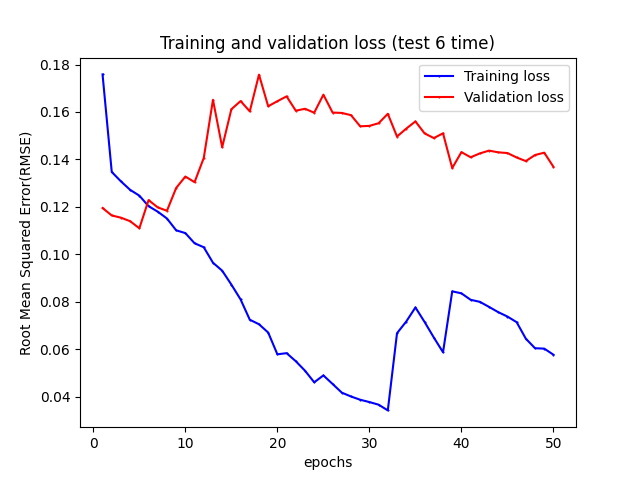 Training and validation loss (test 6 time)
Training loss
Validation loss
Root Mean Squared Error(RMSE)
0.18
0.16
0.14
0.12
0.10
0.08
0.06
0.04
0 10 20 30 40 50
epochs